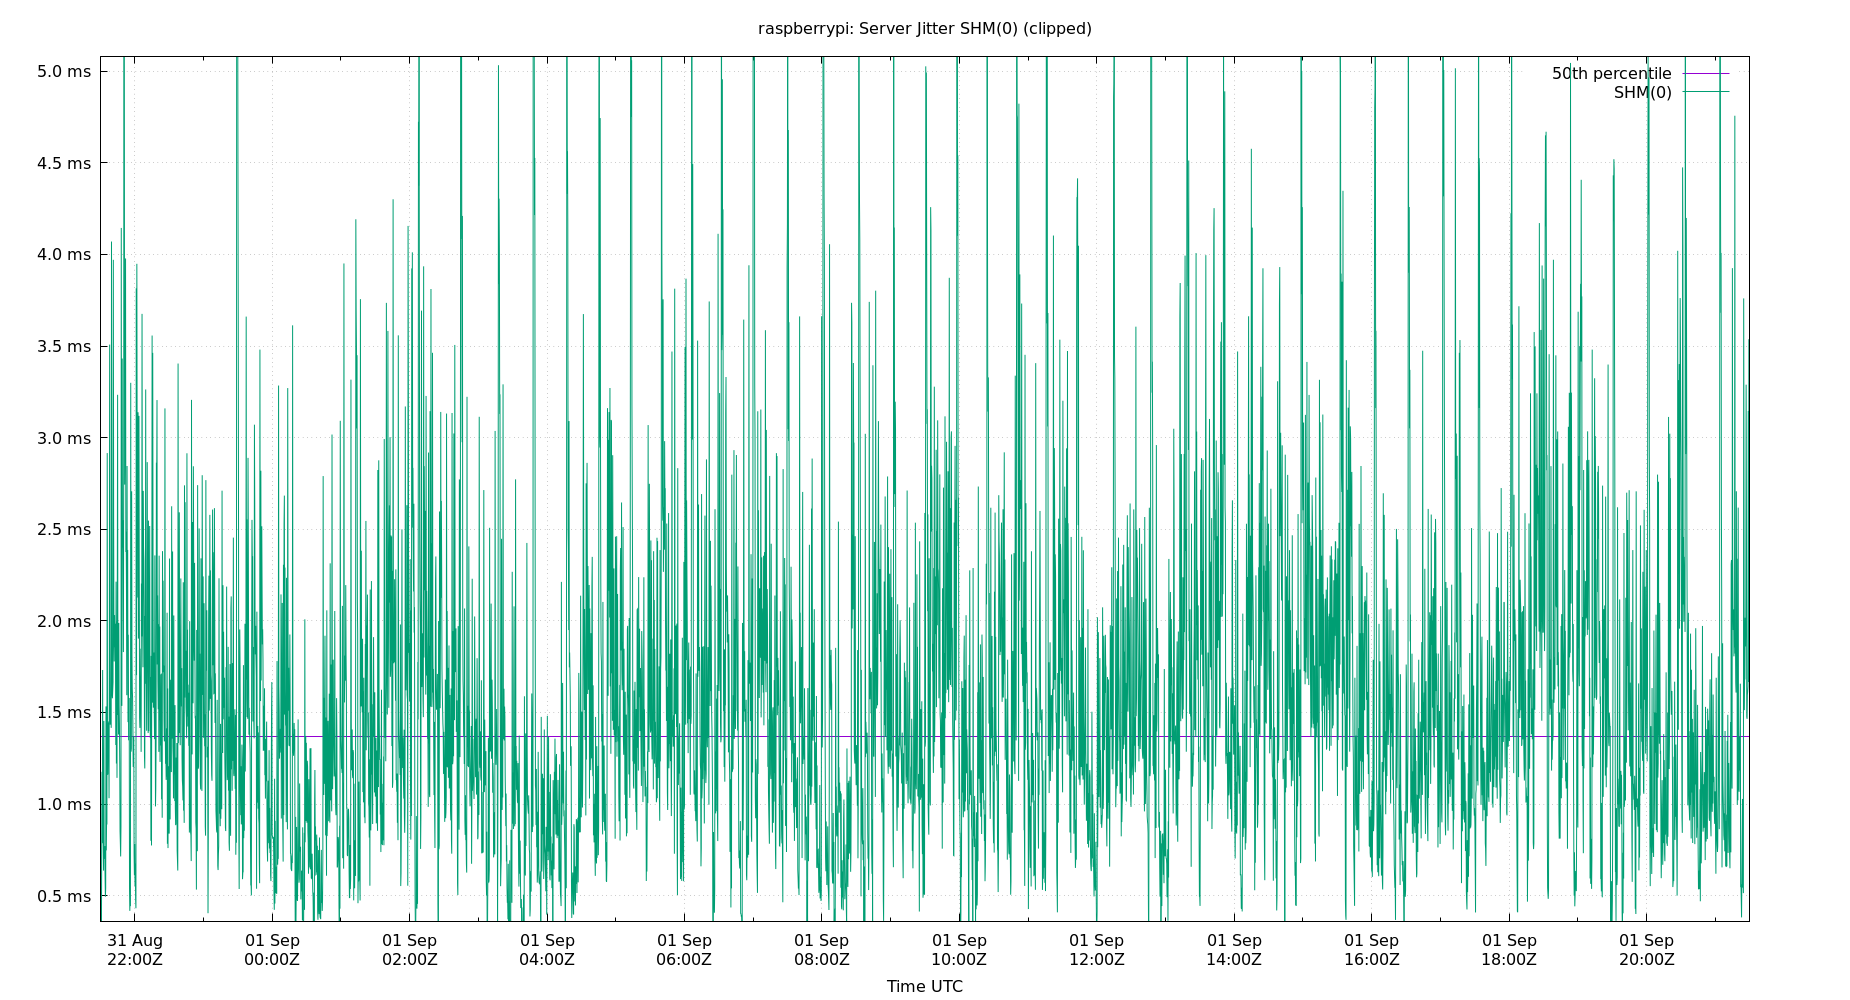 raspberrypi: Server Jitter SHM(0) (clipped)
50th percentile
SHM(0)
5.0 ms
4.5 ms
4.0 ms
3.5 ms
3.0 ms
2.5 ms
2.0 ms
1.5 ms
1.0 ms
0.5 ms
31 Aug 01 Sep 01 Sep 01 Sep 01 Sep 01 Sep 01 Sep 01 Sep 01 Sep 01 Sep 01 Sep 01 Sep
22:00Z 00:00Z 02:00Z 04:00Z 06:00Z 08:00Z 10:00Z 12:00Z 14:00Z 16:00Z 18:00Z 20:00Z
Time UTC